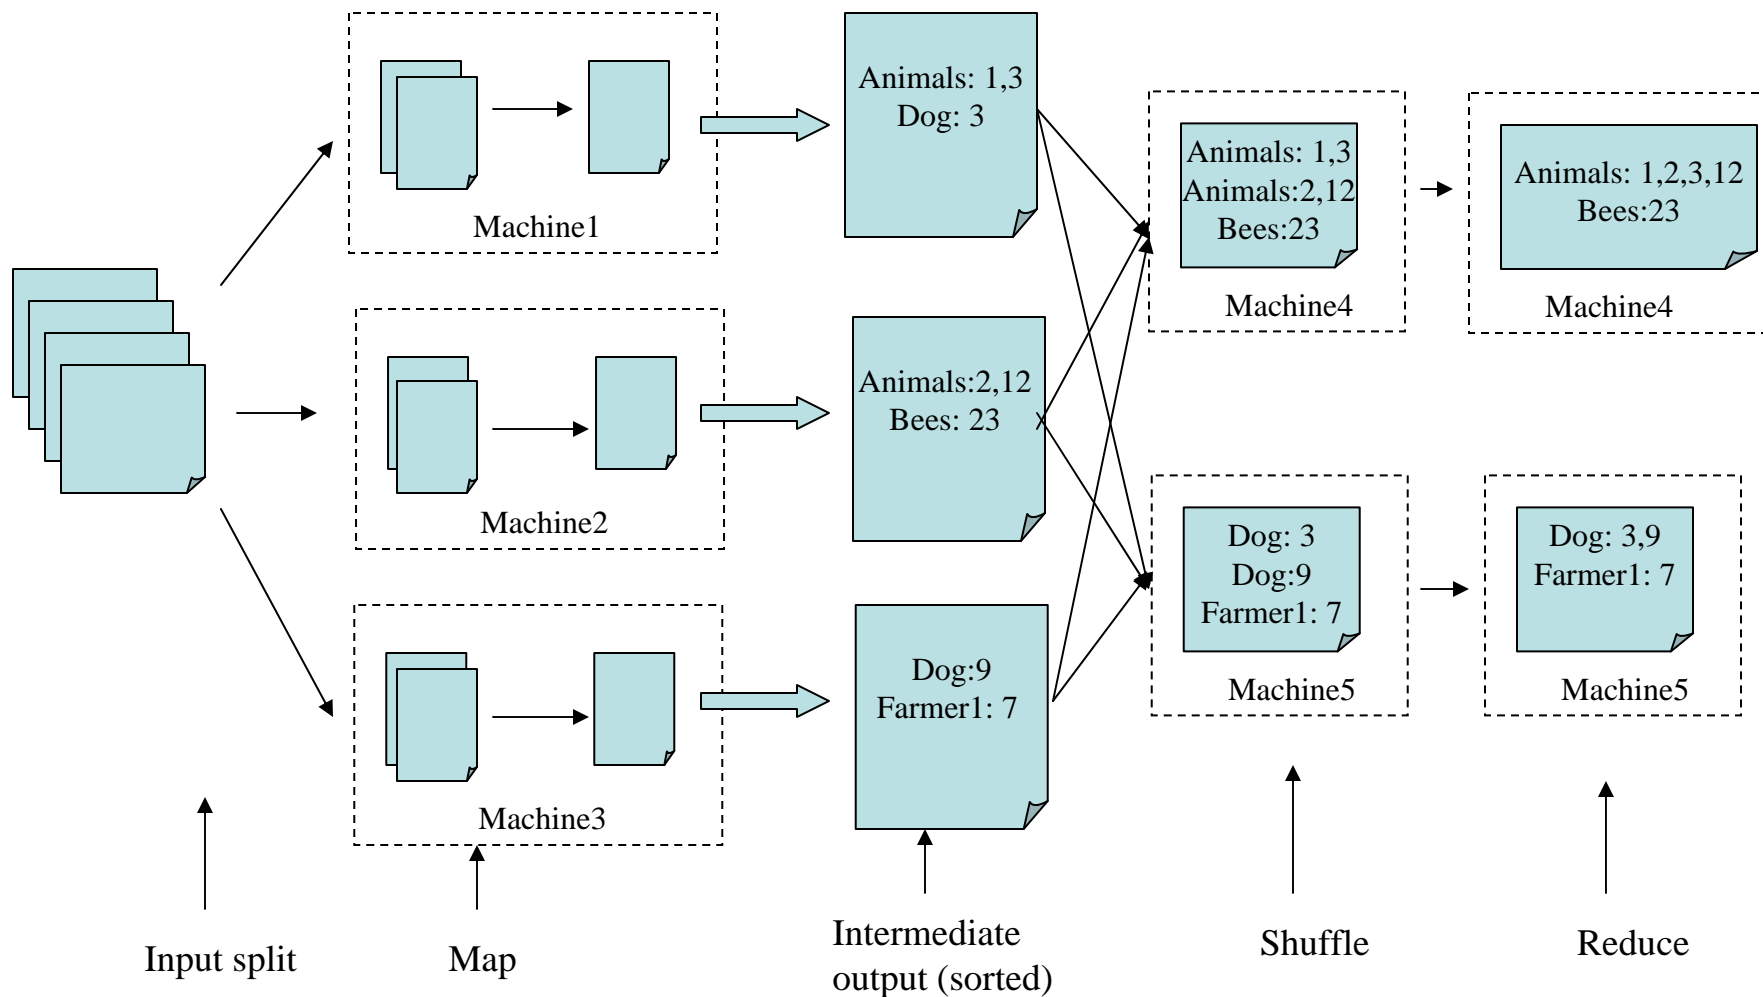 Machine1
Machine2
Machine3
Animals: 1,3
Dog: 3
Animals:2,12
Bees: 23
Dog:9
Farmer1: 7
Animals: 1,3
Animals:2,12
Bees:23
Machine4
Dog: 3
Dog:9
Farmer1: 7
Machine5
Animals: 1,2,3,12
Bees:23
Machine4
Dog: 3,9
Farmer1: 7
Machine5
Input split
Map
Intermediate
output (sorted)
Shuffle
Reduce